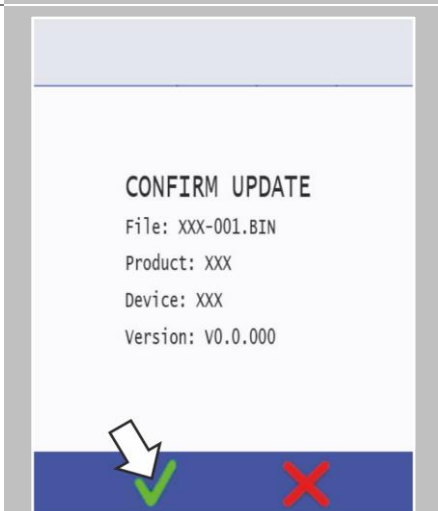 CONFIRM UPDATE
File: XXX-001.BIN
Product: XXX
Device: XXX
Version: V0.0.000